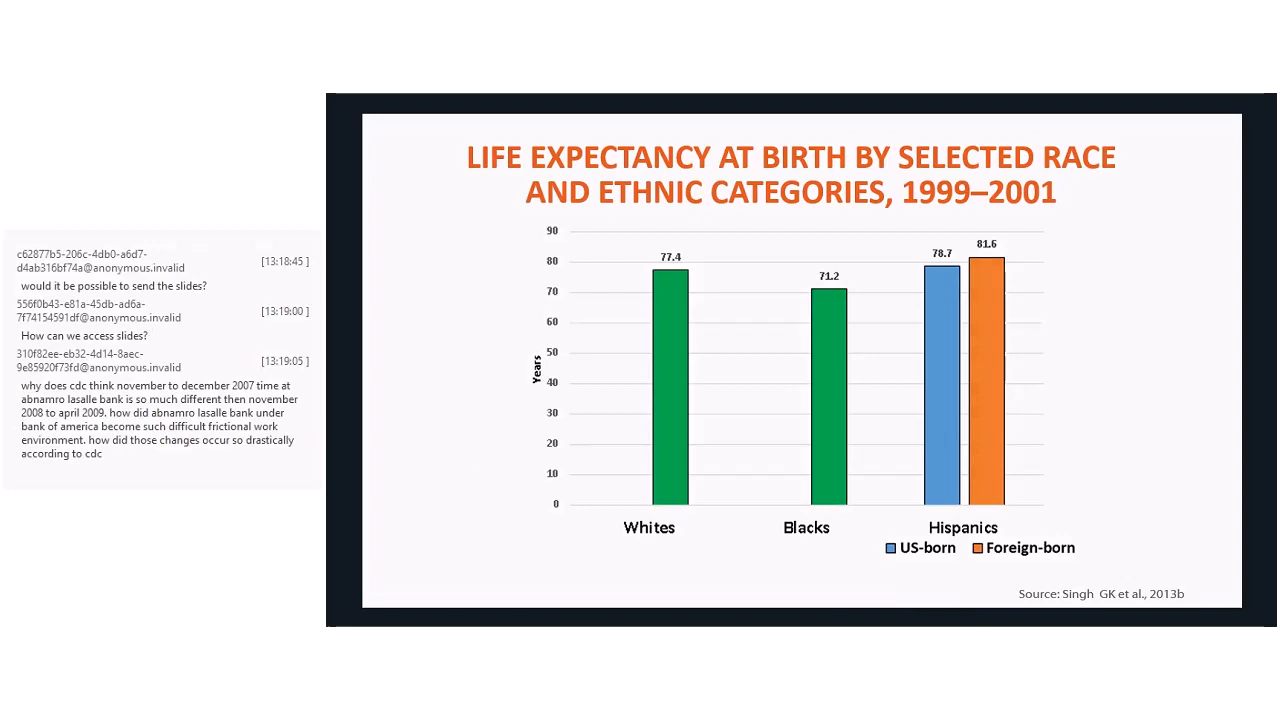 c62877b5-206c-4db0-a6d7-
d4ab316bf74a@anonymous.invalid
[13:18:45 ]
would it be possible to send the slides?
556f0b43-e81a-45db-ad6a-
7f74154591df@anonymous.invalid
[13:19:00 ]
How can we access slides?
310f82ee-eb32-4d14-8aec-
9e85920f73fd@anonymous.invalid
[13:19:05 ]
why does cdc think november to december 2007 time at
abnamro lasalle bank is so much different then november
2008 to april 2009. how did abnamro lasalle bank under
bank of america become such difficult frictional work
environment. how did those changes occur so drastically
according to cdc
LIFE EXPECTANCY AT BIRTH BY SELECTED RACE
AND ETHNIC CATEGORIES, 1999–2001
Years
90
80
70
60
50
40
30
20
10
0
77.4
71.2
78.7
81.6
Whites
Blacks
Hispanics
US-born
Foreign-born
Source: Singh GK et al., 2013b